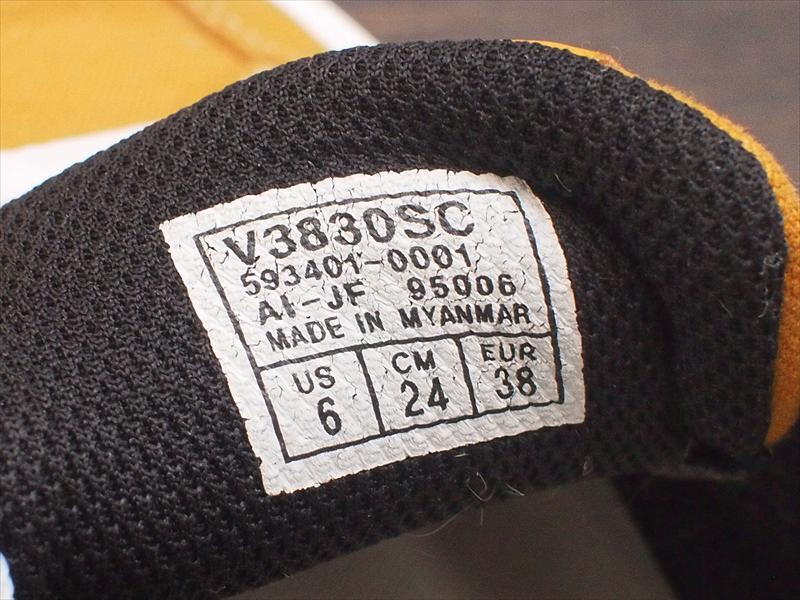 V3830SC
593401-0001
AI-JF 95006
MADE IN MYANMAR
US CM EUR
6 24 38